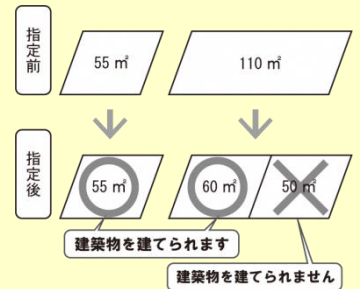 指定前
55 ㎡
110 ㎡
指定後
55 ㎡
60 ㎡
50 ㎡
建築物を建てられます
建築物を建てられません